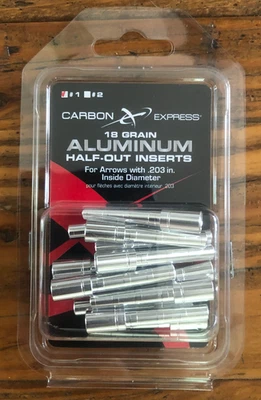 #1 #2
CARBON X EXPRESS®
18 GRAIN
ALUMINUM
HALF-OUT INSERTS
For Arrows with .203 in.
Inside Diameter
pour flèches avec diamètre intérieur .203